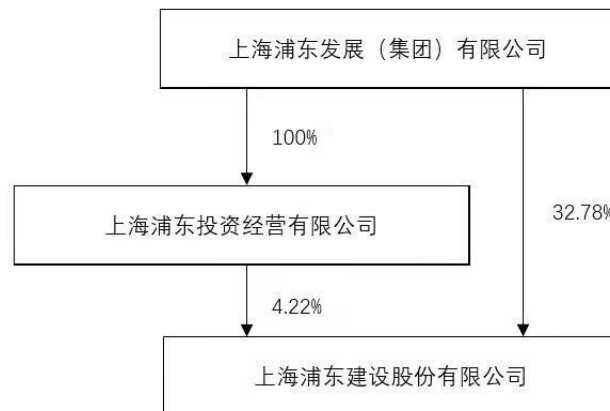 上海浦东发展（集团）有限公司
100%
上海浦东投资经营有限公司
32.78%
4.22%
上海浦东建设股份有限公司